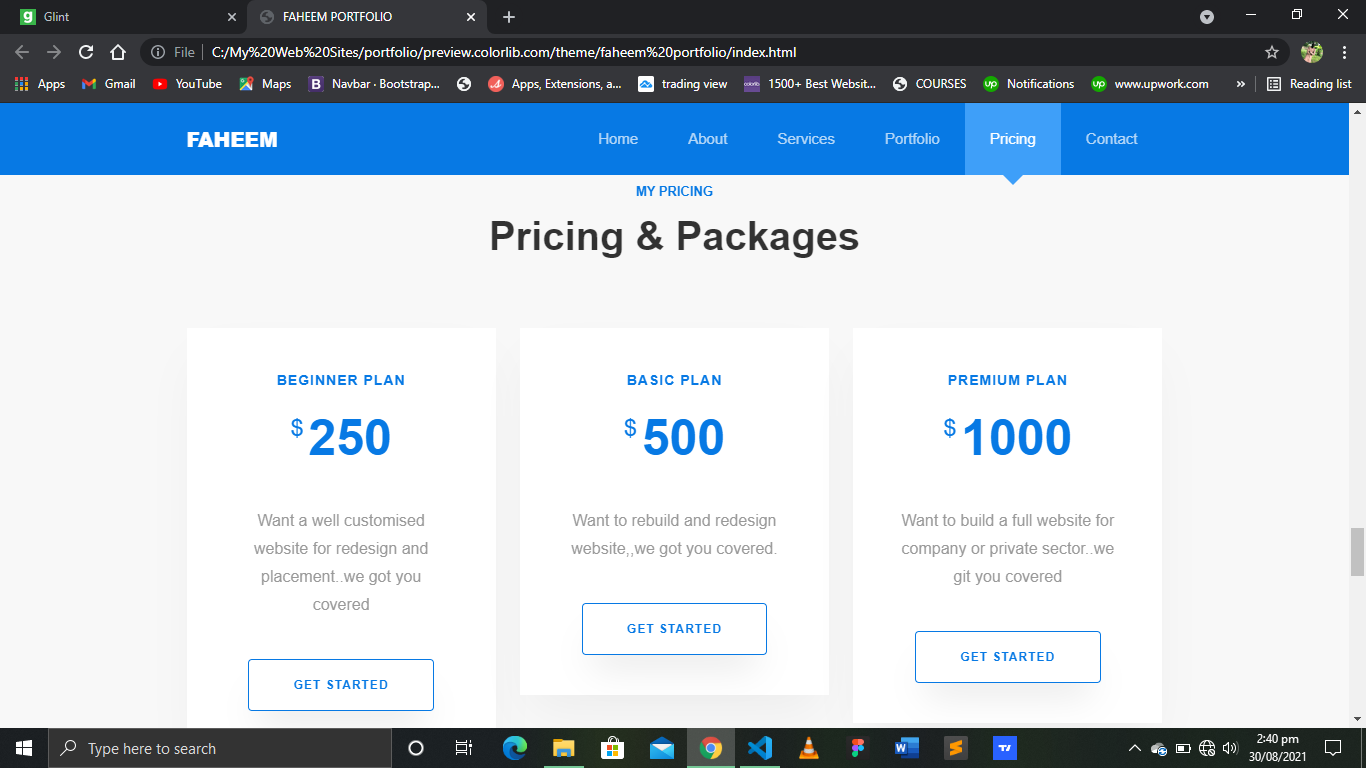 Glint
FAHEEM PORTFOLIO
File
C:/My%20Web%20Sites/portfolio/preview.colorlib.com/theme/faheem%20portfolio/index.html
Apps
Gmail
YouTube
Maps
Navbar · Bootstrap...
Apps, Extensions, a...
trading view
1500+ Best Websit...
COURSES
Notifications
www.upwork.com
»
Reading list
FAHEEM
Home
About
Services
Portfolio
Pricing
Contact
MY PRICING
Pricing & Packages
BEGINNER PLAN
$250
Want a well customised
website for redesign and
placement..we got you
covered
GET STARTED
BASIC PLAN
$500
Want to rebuild and redesign
website,,we got you covered.
GET STARTED
PREMIUM PLAN
$1000
Want to build a full website for
company or private sector..we
git you covered
GET STARTED
Type here to search
2:40 pm
30/08/2021